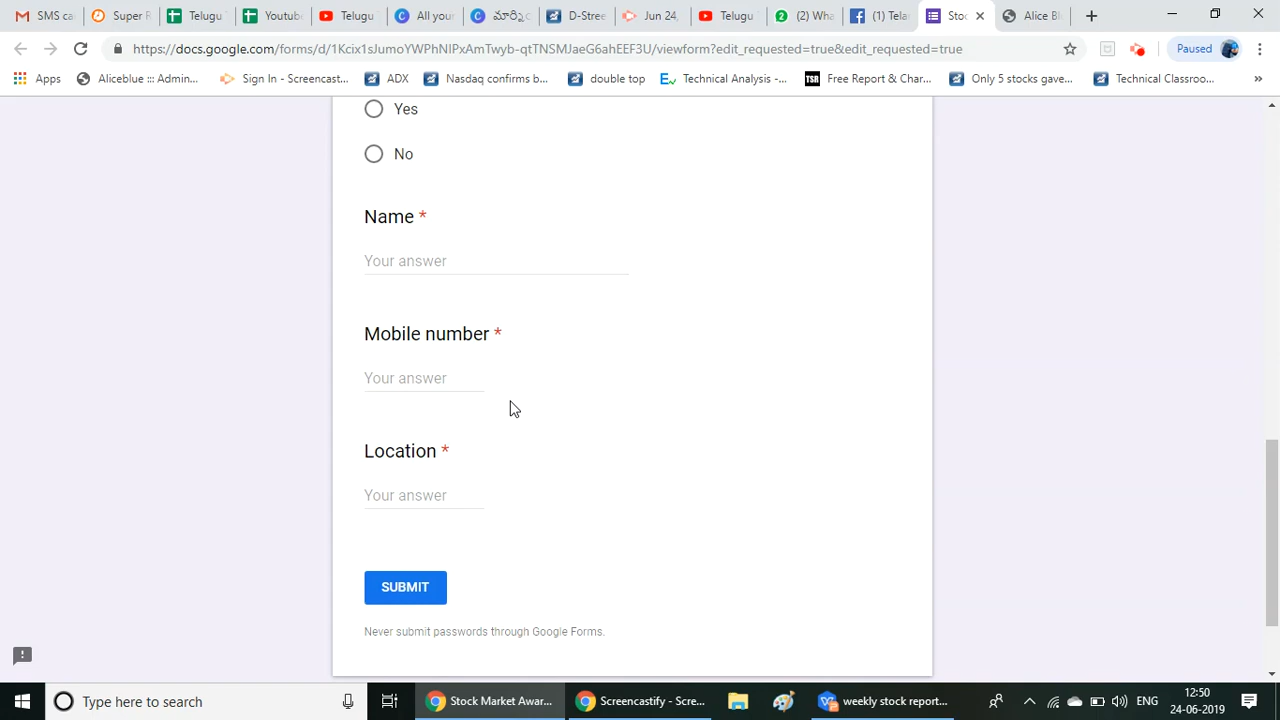 SMS ca
Super R
Telugu
Youtube
Telugu
All your
మార్కె
D-Stree
Jun:24,
Telugu
(2) Wha
(1) Tela
Stoc
Alice Bl
https://docs.google.com/forms/d/1Kcix1sJumoYWPhNlPxAmTwyb-qtTNSMJaeG6ahEEF3U/viewform?edit_requested=true&edit_requested=true
Paused
Apps
Aliceblue ::: Admin...
Sign In - Screencast...
ADX
Nasdaq confirms b...
double top
Technical Analysis -...
TSR
Free Report & Char...
Only 5 stocks gave...
Technical Classroo...
»
Yes
No
Name *
Your answer
Mobile number *
Your answer
Location *
Your answer
SUBMIT
Never submit passwords through Google Forms.
Type here to search
Stock Market Awar...
Screencastify - Scre...
weekly stock report...
ENG
12:50
24-06-2019